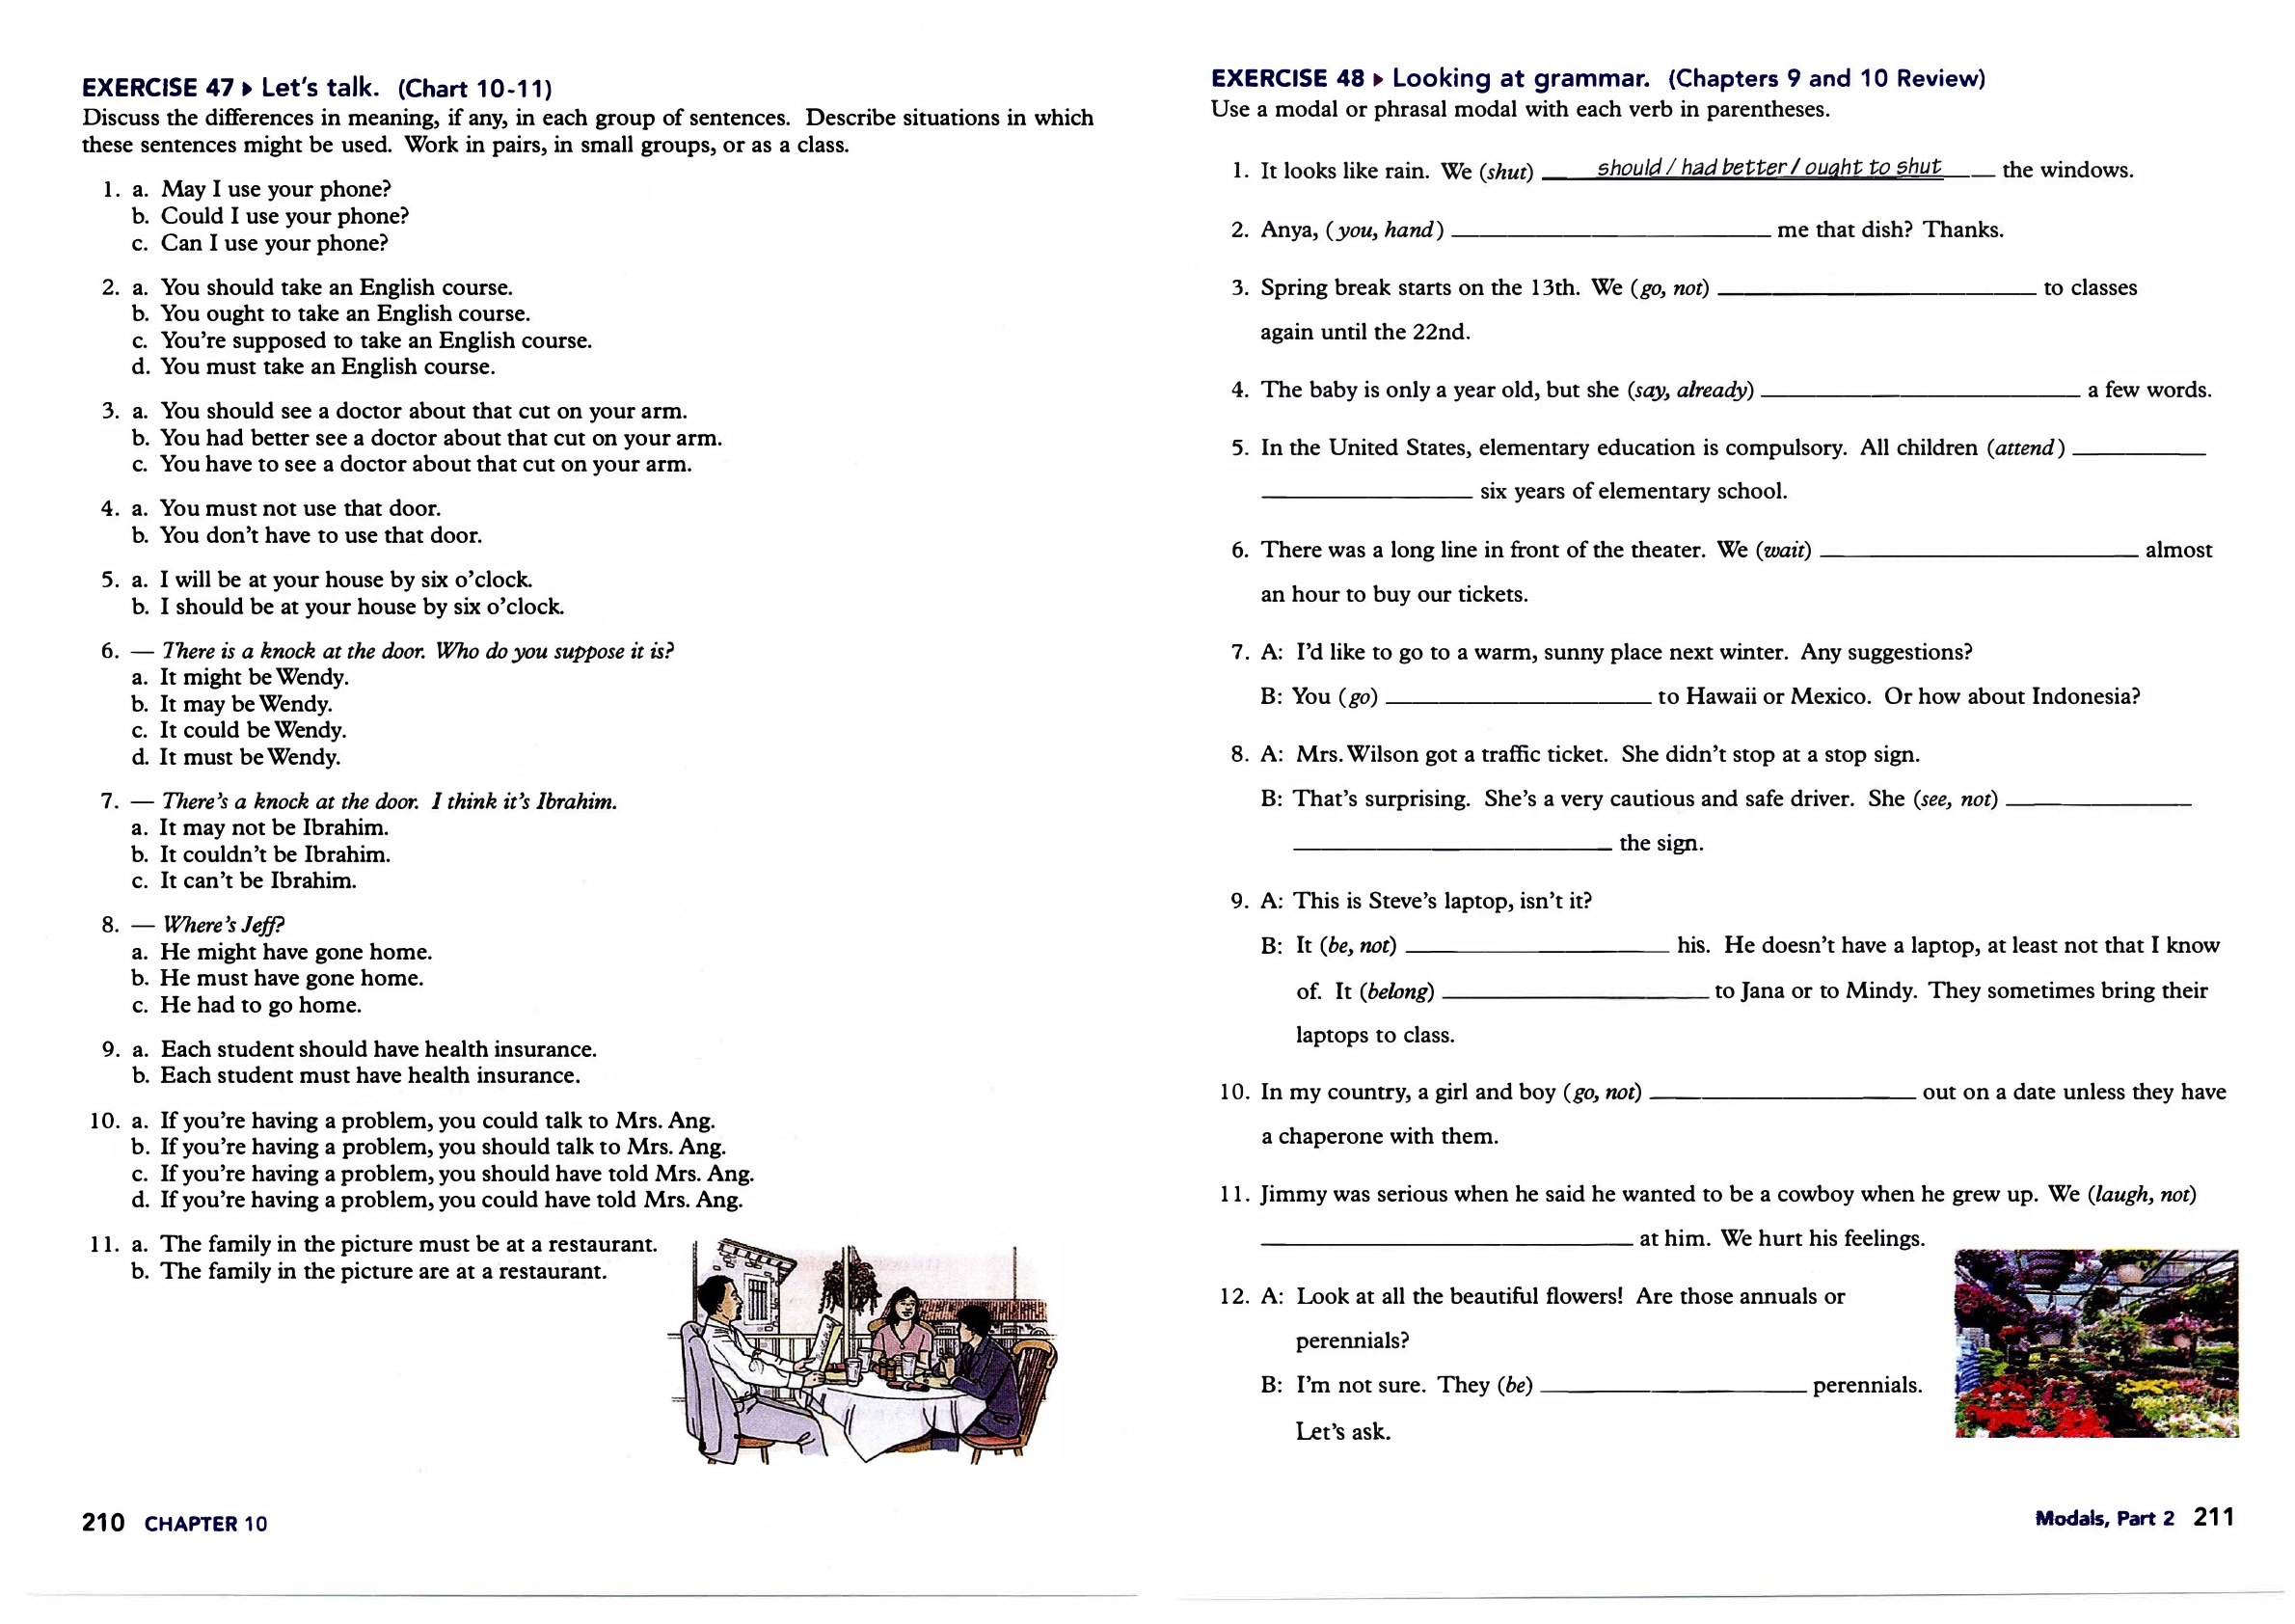 EXERCISE 47 ▸ Let's talk. (Chart 10-11)
Discuss the differences in meaning, if any, in each group of sentences. Describe situations in which
these sentences might be used. Work in pairs, in small groups, or as a class.
1. a. May I use your phone?
b. Could I use your phone?
c. Can I use your phone?
2. a. You should take an English course.
b. You ought to take an English course.
c. You're supposed to take an English course.
d. You must take an English course.
3. a. You should see a doctor about that cut on your arm.
b. You had better see a doctor about that cut on your arm.
c. You have to see a doctor about that cut on your arm.
4. a. You must not use that door.
b. You don't have to use that door.
5. a. I will be at your house by six o'clock.
b. I should be at your house by six o'clock.
6. — There is a knock at the door. Who do you suppose it is?
a. It might be Wendy.
b. It may be Wendy.
c. It could be Wendy.
d. It must be Wendy.
7. — There's a knock at the door. I think it's Ibrahim.
a. It may not be Ibrahim.
b. It couldn't be Ibrahim.
c. It can't be Ibrahim.
8. — Where's Jeff?
a. He might have gone home.
b. He must have gone home.
c. He had to go home.
9. a. Each student should have health insurance.
b. Each student must have health insurance.
10. a. If you're having a problem, you could talk to Mrs. Ang.
b. If you're having a problem, you should talk to Mrs. Ang.
c. If you're having a problem, you should have told Mrs. Ang.
d. If you're having a problem, you could have told Mrs. Ang.
11. a. The family in the picture must be at a restaurant.
b. The family in the picture are at a restaurant.
210 CHAPTER 10
EXERCISE 48 ▸ Looking at grammar. (Chapters 9 and 10 Review)
Use a modal or phrasal modal with each verb in parentheses.
1. It looks like rain. We (shut) should / had better / ought to shut the windows.
2. Anya, (you, hand) ____ me that dish? Thanks.
3. Spring break starts on the 13th. We (go, not) ____ to classes
again until the 22nd.
4. The baby is only a year old, but she (say, already) ____ a few words.
5. In the United States, elementary education is compulsory. All children (attend) ____
____ six years of elementary school.
6. There was a long line in front of the theater. We (wait) ____ almost
an hour to buy our tickets.
7. A: I'd like to go to a warm, sunny place next winter. Any suggestions?
B: You (go) ____ to Hawaii or Mexico. Or how about Indonesia?
8. A: Mrs. Wilson got a traffic ticket. She didn't stop at a stop sign.
B: That's surprising. She's a very cautious and safe driver. She (see, not) ____
____ the sign.
9. A: This is Steve's laptop, isn't it?
B: It (be, not) ____ his. He doesn't have a laptop, at least not that I know
of. It (belong) ____ to Jana or to Mindy. They sometimes bring their
laptops to class.
10. In my country, a girl and boy (go, not) ____ out on a date unless they have
a chaperone with them.
11. Jimmy was serious when he said he wanted to be a cowboy when he grew up. We (laugh, not)
____ at him. We hurt his feelings.
12. A: Look at all the beautiful flowers! Are those annuals or
perennials?
B: I'm not sure. They (be) ____ perennials.
Let's ask.
Modals, Part 2 211